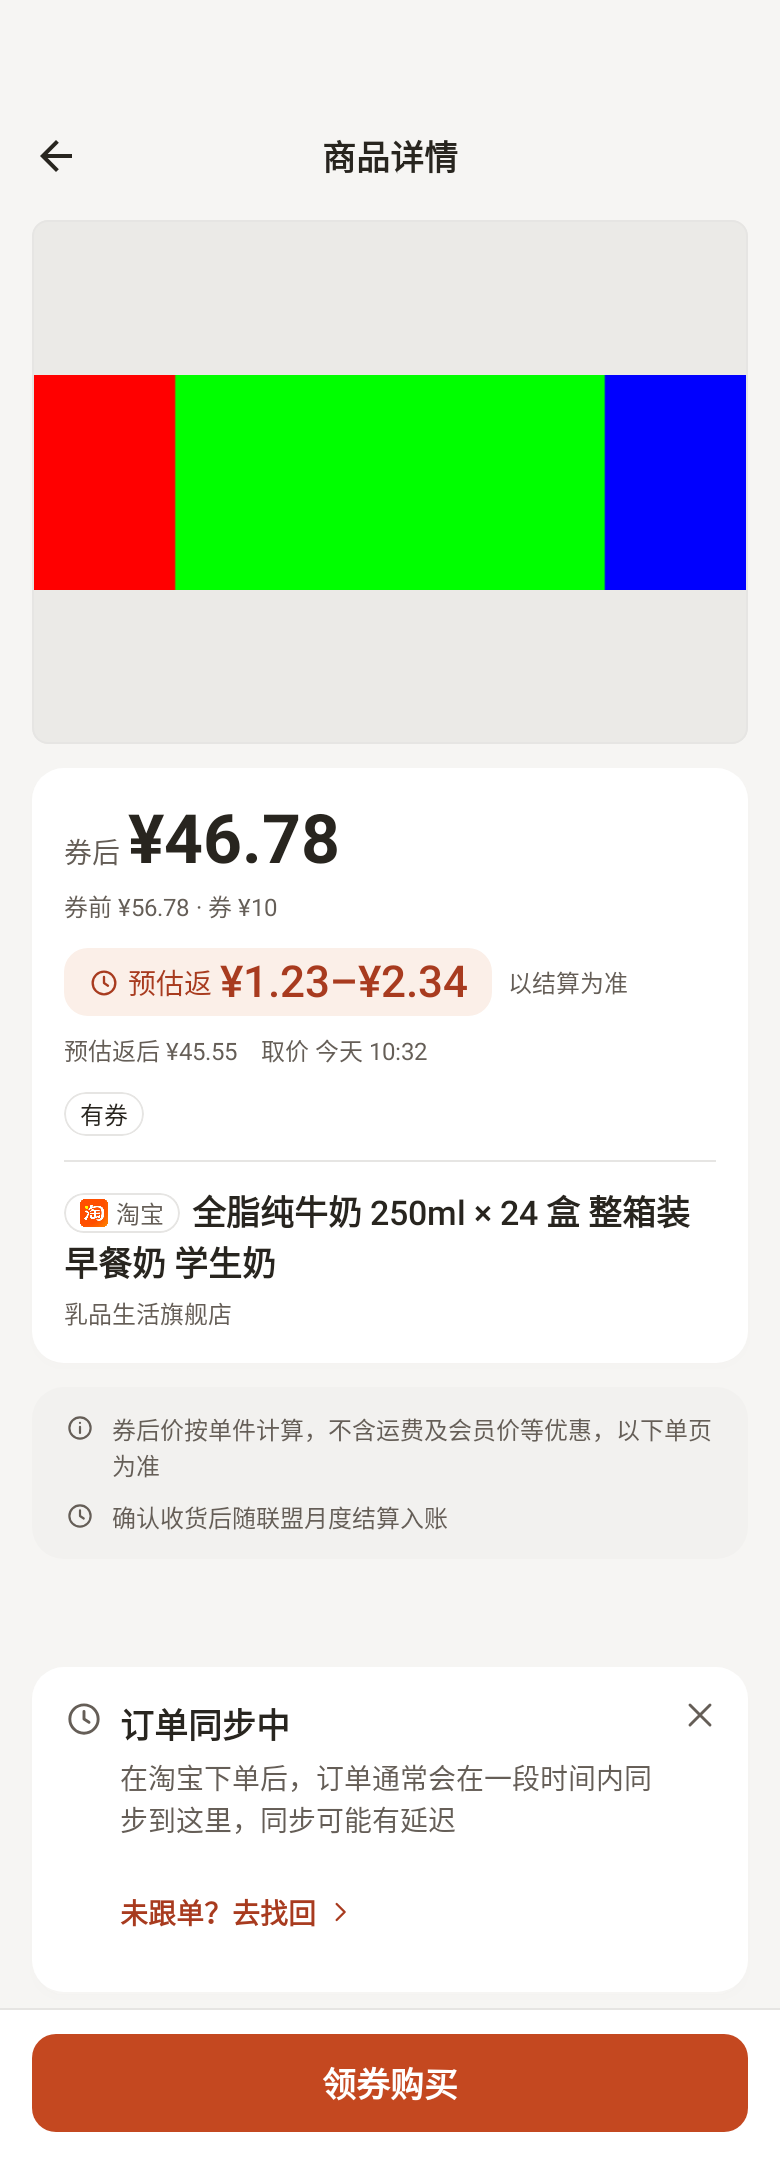 商品详情
券后 ¥46.78
券前 ¥56.78 · 券 ¥10
预估返 ¥1.23–¥2.34 以结算为准
预估返后 ¥45.55 取价 今天 10:32
有券
淘 淘宝 全脂纯牛奶 250ml × 24 盒 整箱装
早餐奶 学生奶
乳品生活旗舰店
券后价按单件计算，不含运费及会员价等优惠，以下单页
为准
确认收货后随联盟月度结算入账
订单同步中
在淘宝下单后，订单通常会在一段时间内同
步到这里，同步可能有延迟
未跟单？去找回
领券购买